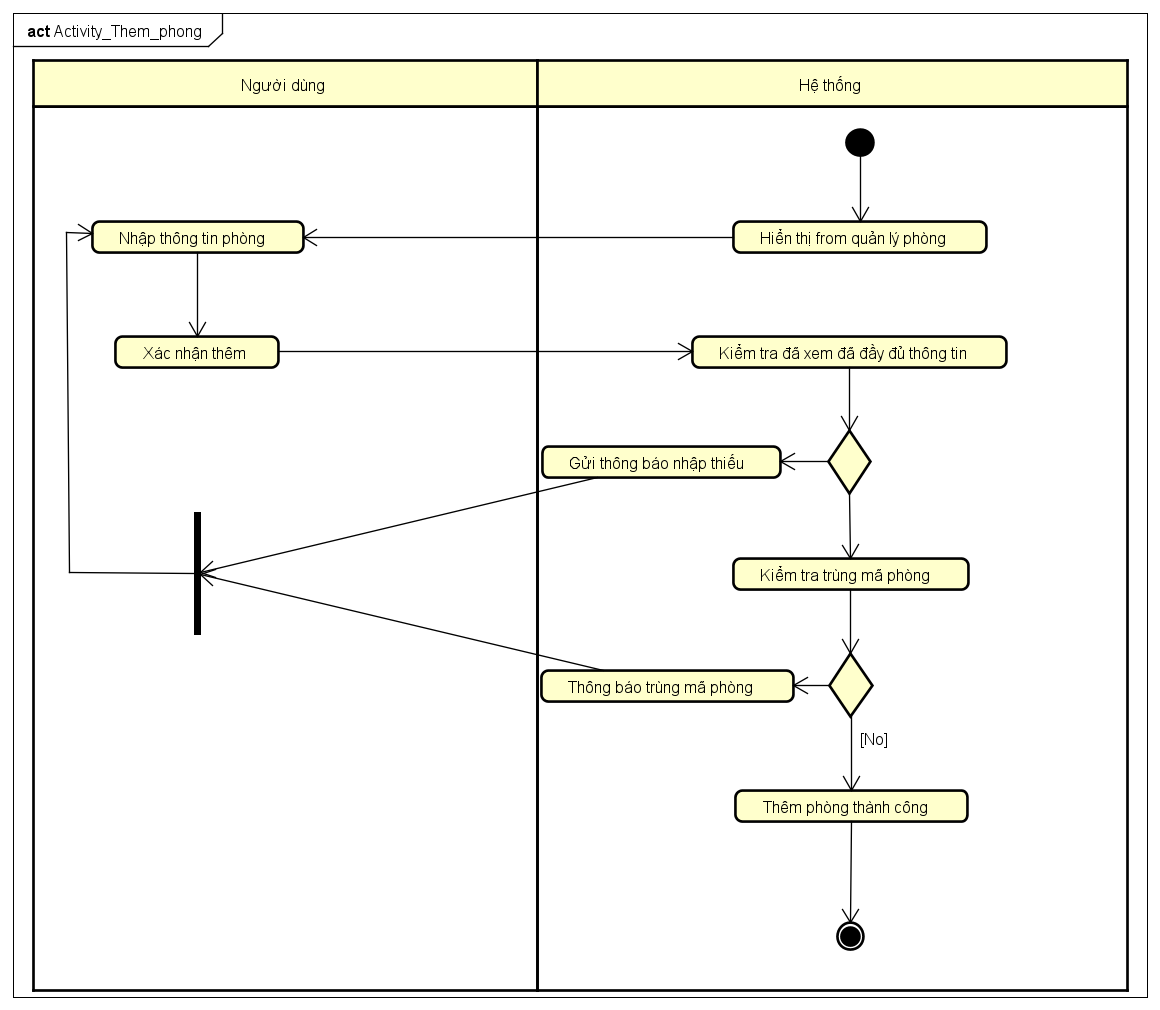 act Activity_Them_phong
Người dùng
Hệ thống
Nhập thông tin phòng
Hiển thị from quản lý phòng
Xác nhận thêm
Kiểm tra đã xem đã đầy đủ thông tin
Gửi thông báo nhập thiếu
Kiểm tra trùng mã phòng
Thông báo trùng mã phòng
[No]
Thêm phòng thành công